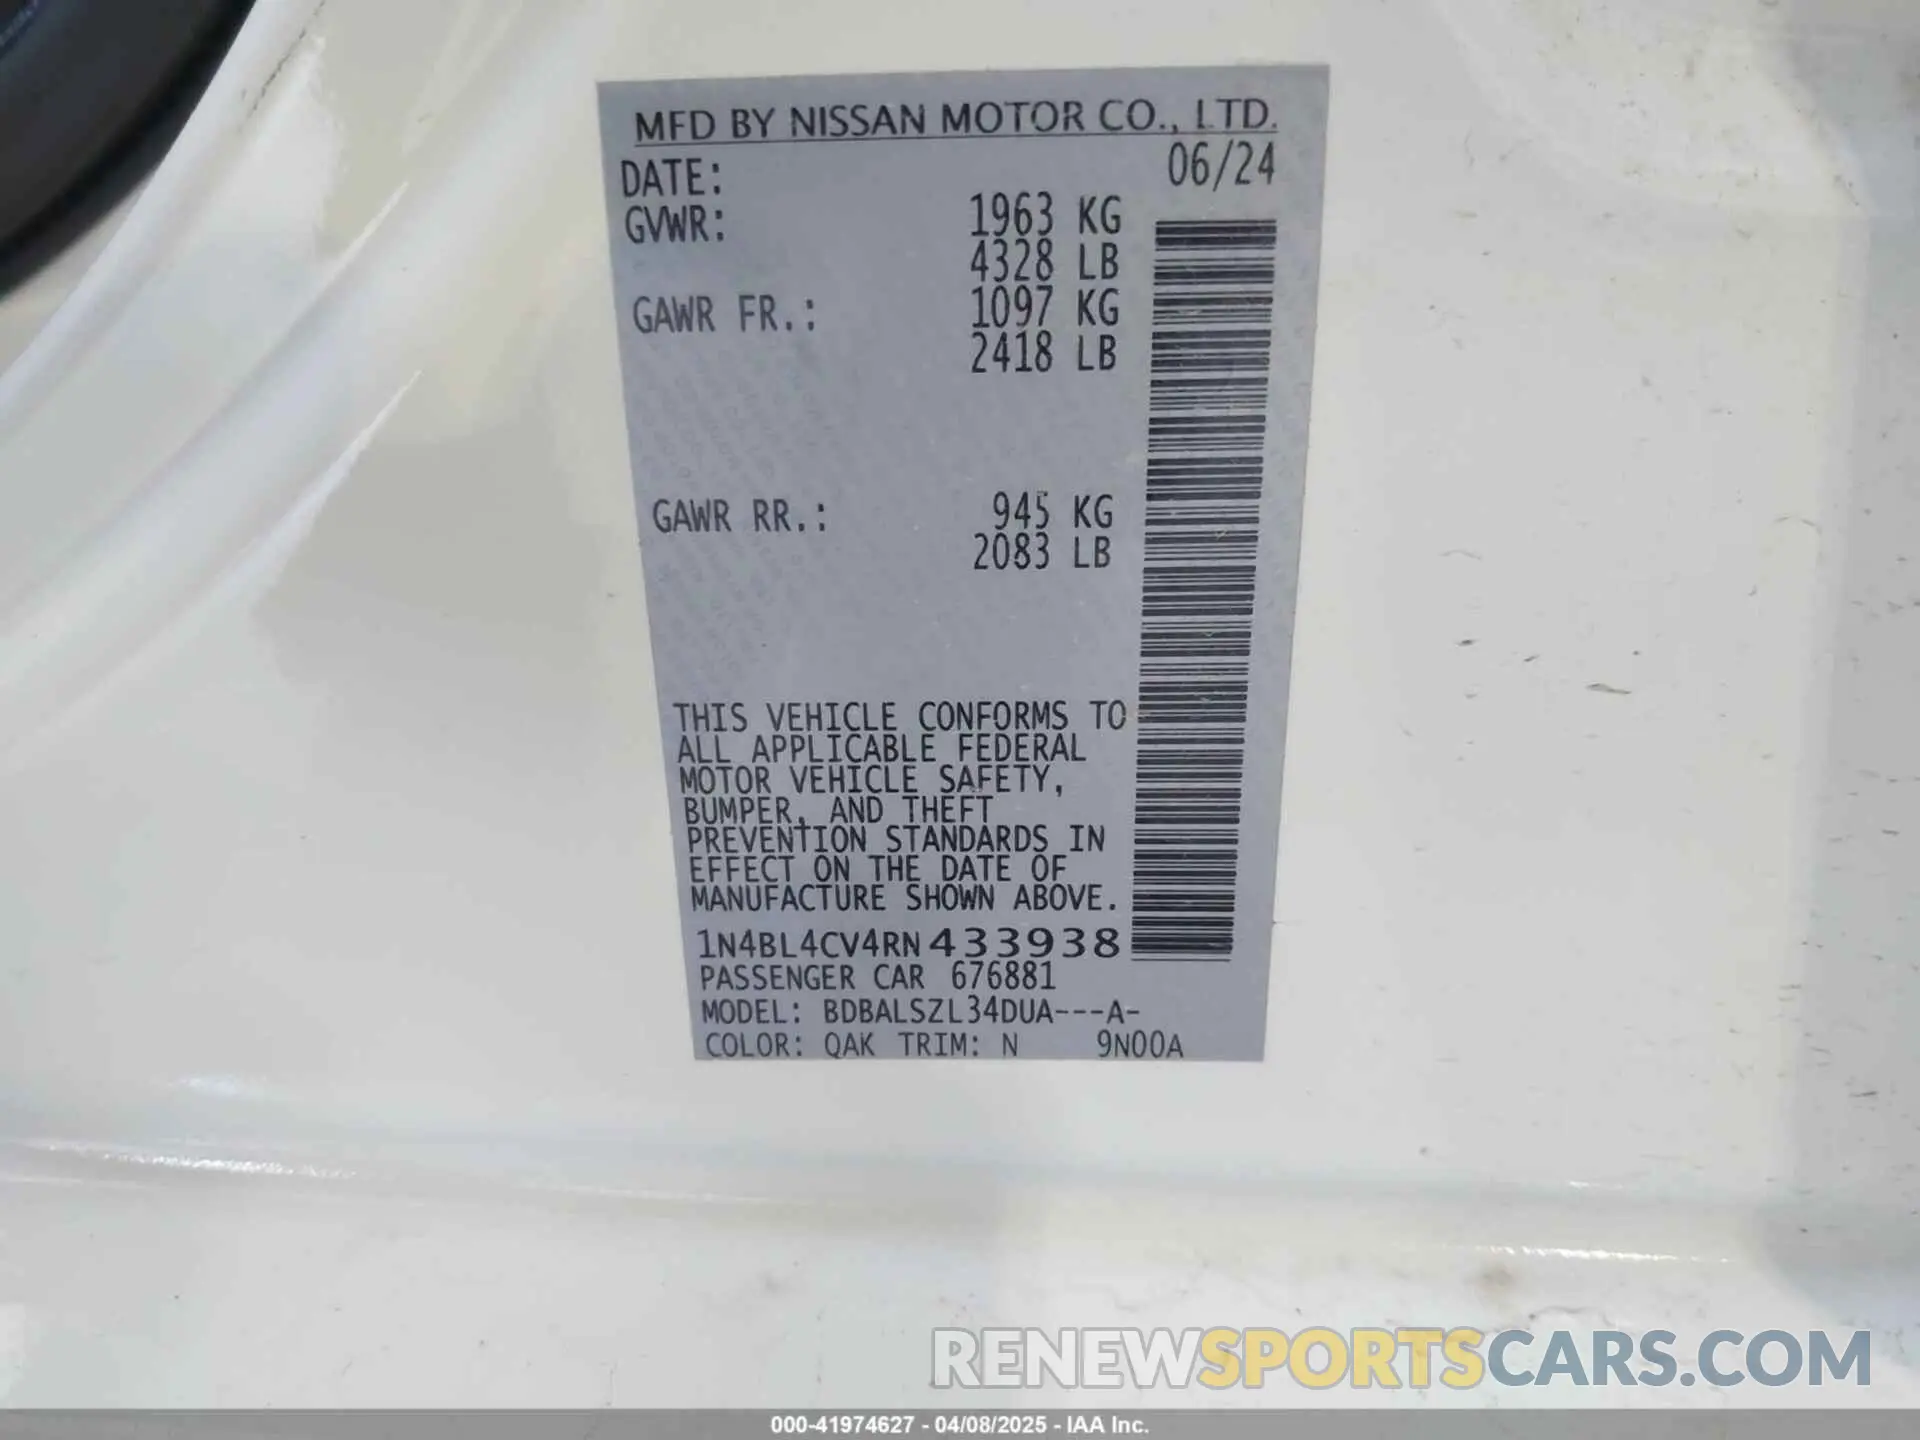 MFD BY NISSAN MOTOR CO., LTD.
DATE: 06/24
GVWR: 1963 KG
4328 LB
GAWR FR.: 1097 KG
2418 LB
GAWR RR.: 945 KG
2083 LB
THIS VEHICLE CONFORMS TO
ALL APPLICABLE FEDERAL
MOTOR VEHICLE SAFETY,
BUMPER, AND THEFT
PREVENTION STANDARDS IN
EFFECT ON THE DATE OF
MANUFACTURE SHOWN ABOVE.
1N4BL4CV4RN433938
PASSENGER CAR 676881
MODEL: BDBALSZL34DUA---A-
COLOR: QAK TRIM: N 9N00A
RENEWSPORTSCARS.COM
000-41974627 - 04/08/2025 - IAA Inc.